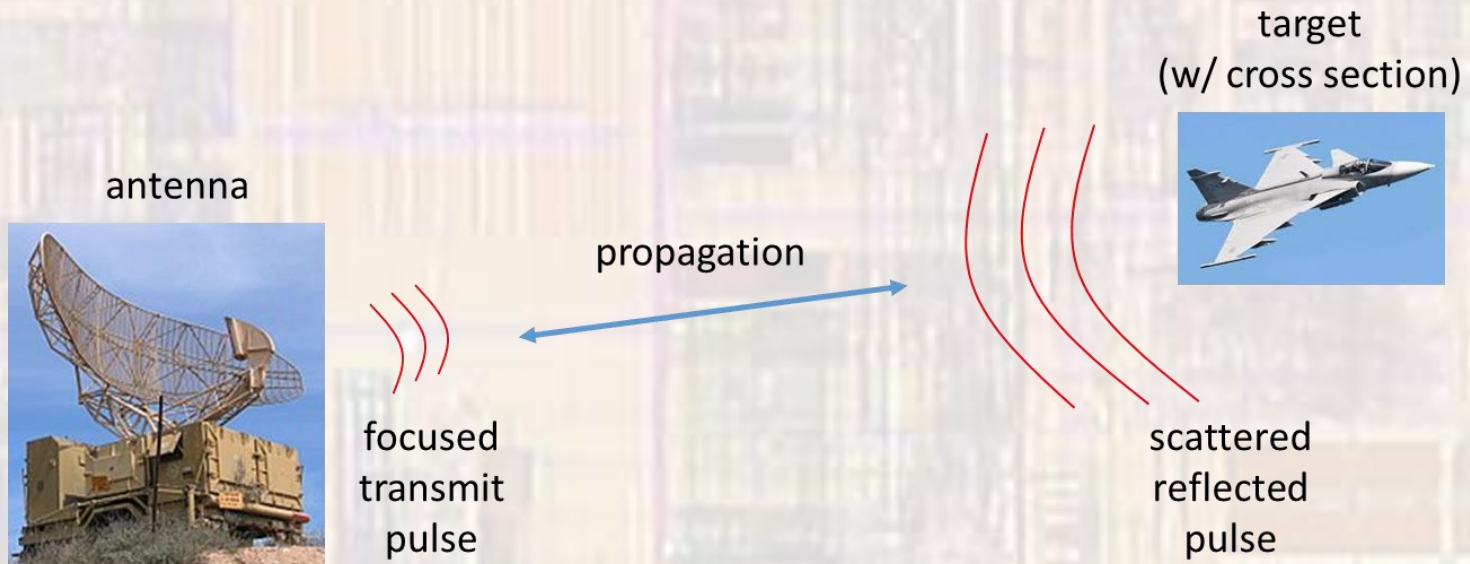 target
(w/ cross section)
antenna
propagation
focused
transmit
pulse
scattered
reflected
pulse